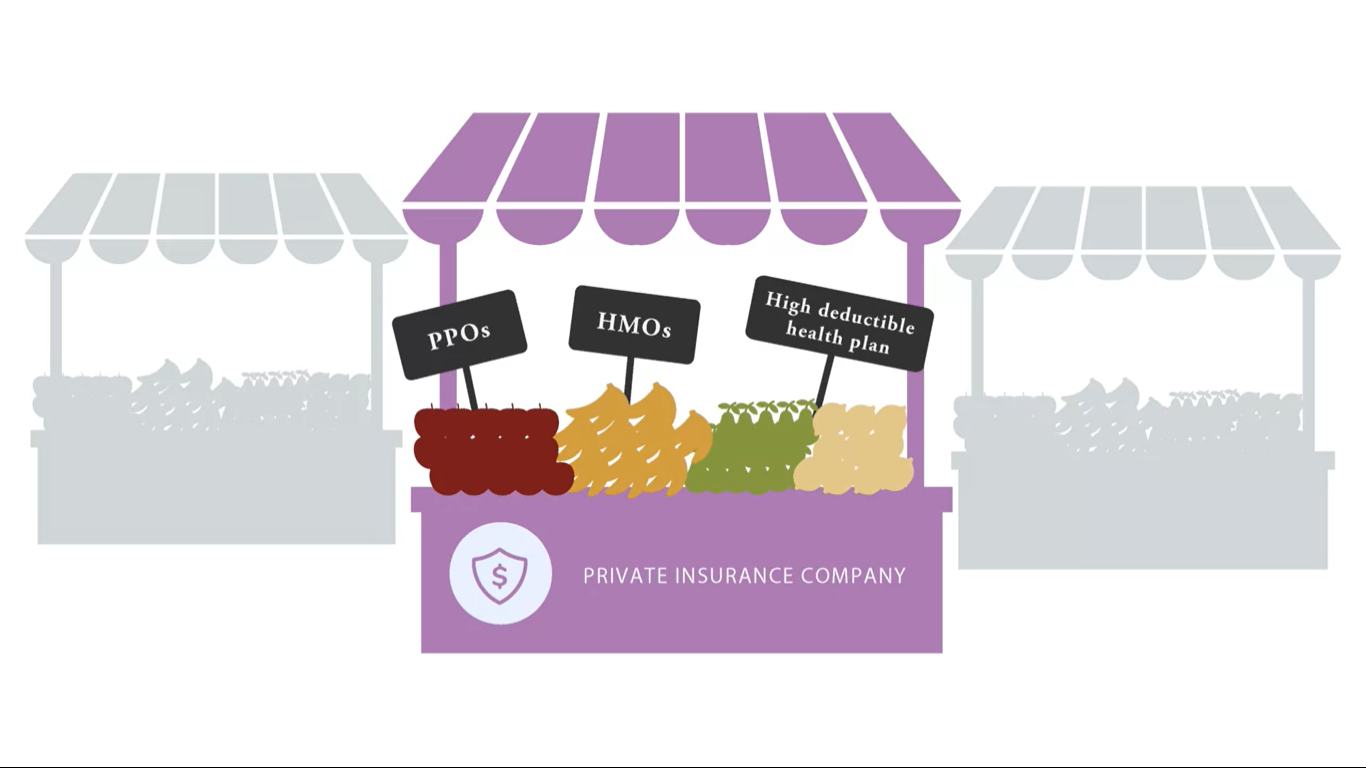 PPOs
HMOs
High deductible
health plan
$
PRIVATE INSURANCE COMPANY